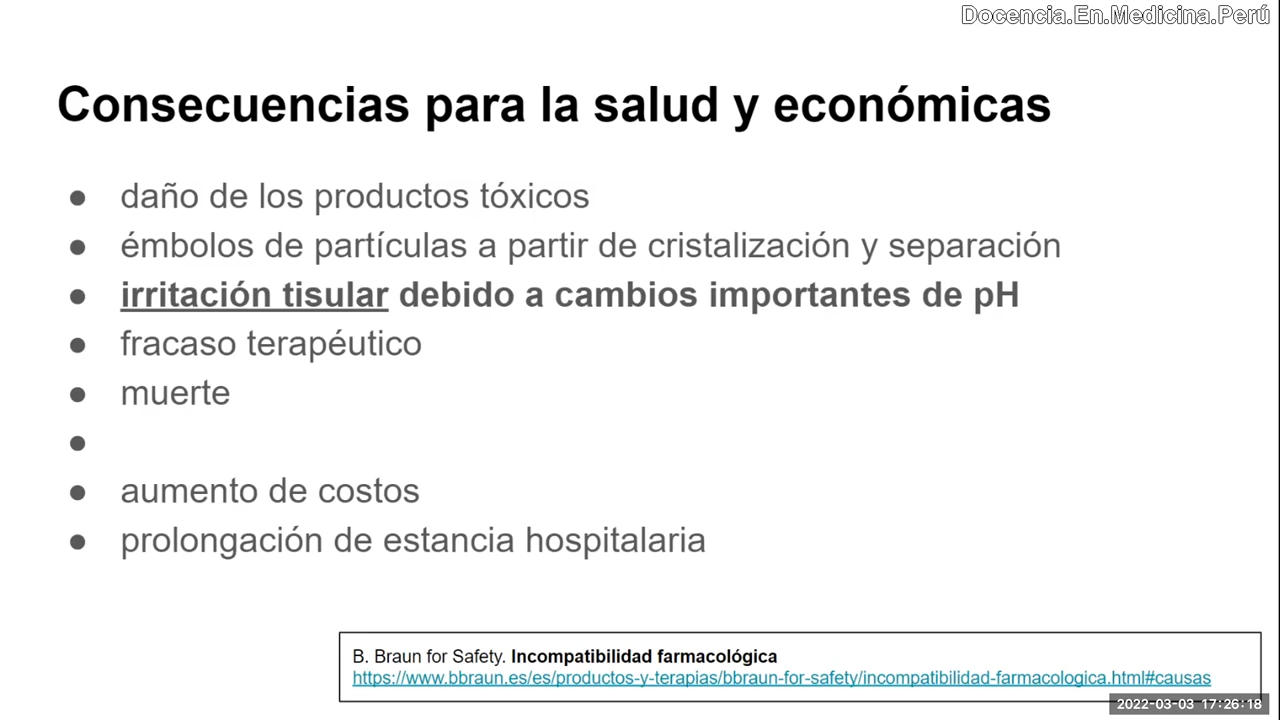 Docencia.En.Medicina.Perú
Consecuencias para la salud y económicas
● daño de los productos tóxicos
● émbolos de partículas a partir de cristalización y separación
● irritación tisular debido a cambios importantes de pH
● fracaso terapéutico
● muerte
●
● aumento de costos
● prolongación de estancia hospitalaria
B. Braun for Safety. Incompatibilidad farmacológica
https://www.bbraun.es/es/productos-y-terapias/bbraun-for-safety/incompatibilidad-farmacologica.html#causas
2022-03-03 17:26:18